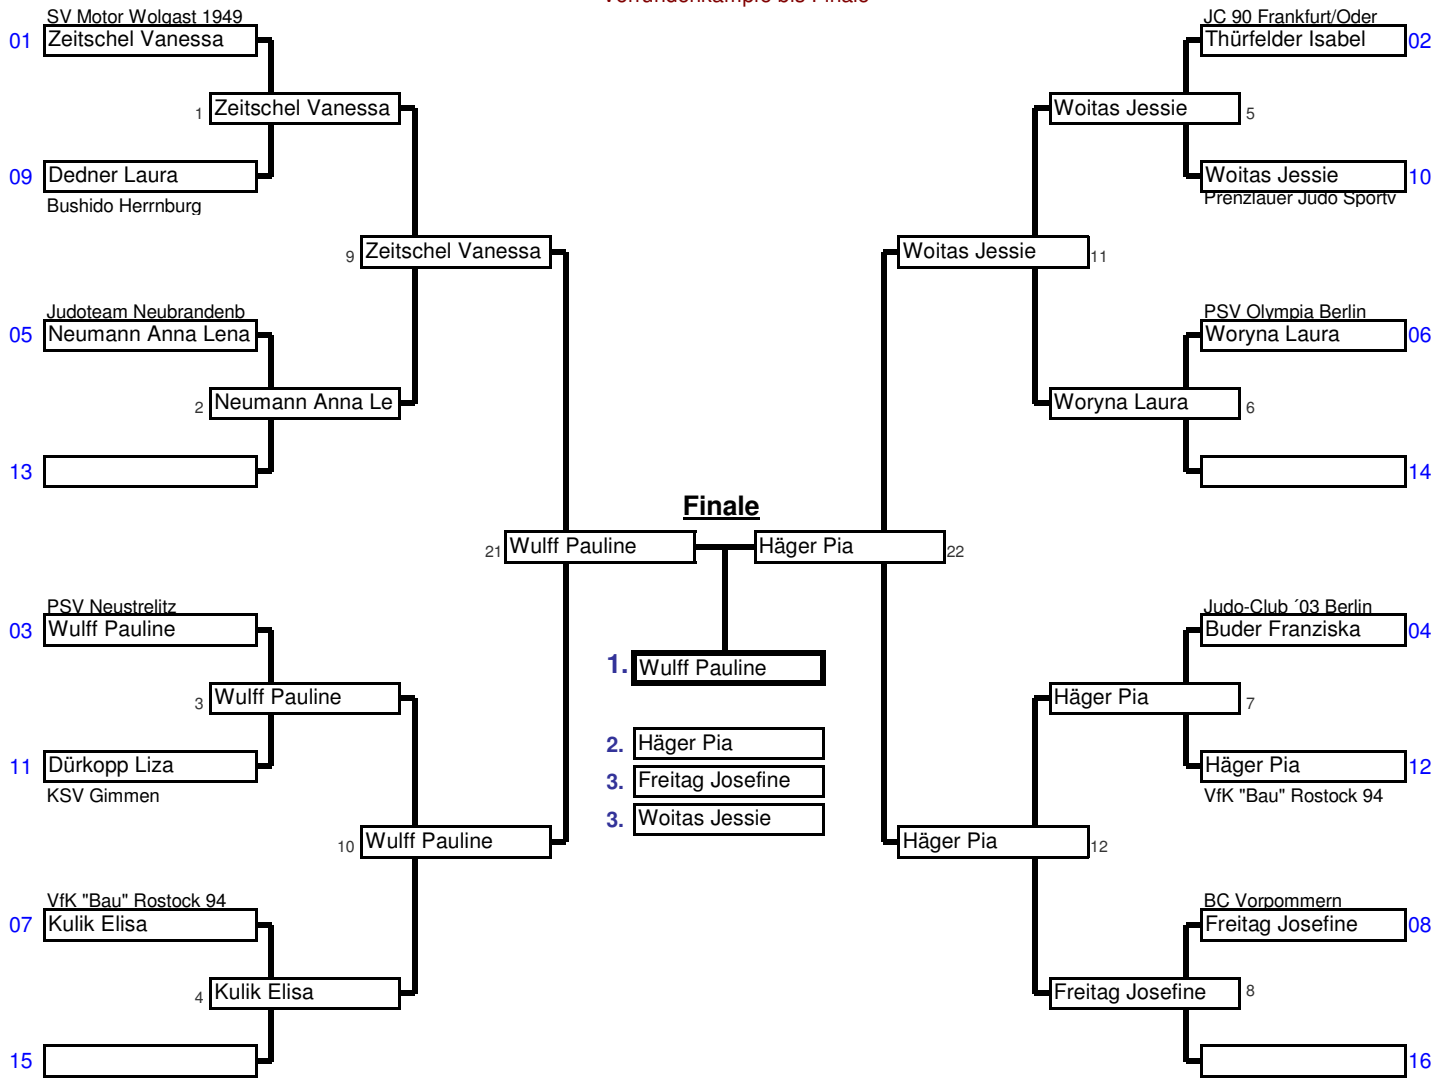 Vorrundenkämpfe bis Finale
SV Motor Wolgast 1949
01 Zeitschel Vanessa
1 Zeitschel Vanessa
09 Dedner Laura
Bushido Herrnburg
9 Zeitschel Vanessa
Judoteam Neubrandenb
05 Neumann Anna Lena
2 Neumann Anna Le
13
21 Wulff Pauline
PSV Neustrelitz
03 Wulff Pauline
3 Wulff Pauline
11 Dürkopp Liza
KSV Gimmen
10 Wulff Pauline
VfK "Bau" Rostock 94
07 Kulik Elisa
4 Kulik Elisa
15
Finale
1. Wulff Pauline
2. Häger Pia
3. Freitag Josefine
3. Woitas Jessie
JC 90 Frankfurt/Oder
Thürfelder Isabel 02
Woitas Jessie 5
Woitas Jessie 10
Prenzlauer Judo Sportv
Woitas Jessie 11
PSV Olympia Berlin
Woryna Laura 06
Woryna Laura 6
14
Häger Pia 22
Judo-Club ´03 Berlin
Buder Franziska 04
Häger Pia 7
Häger Pia 12
VfK "Bau" Rostock 94
Häger Pia 12
BC Vorpommern
Freitag Josefine 08
Freitag Josefine 8
16